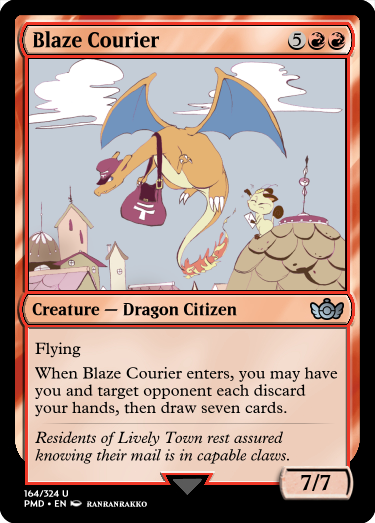 Blaze Courier 5
Creature — Dragon Citizen
Flying
When Blaze Courier enters, you may have
you and target opponent each discard
your hands, then draw seven cards.
Residents of Lively Town rest assured
knowing their mail is in capable claws.
7/7
164/324 U
PMD • EN RANRANRAKKO